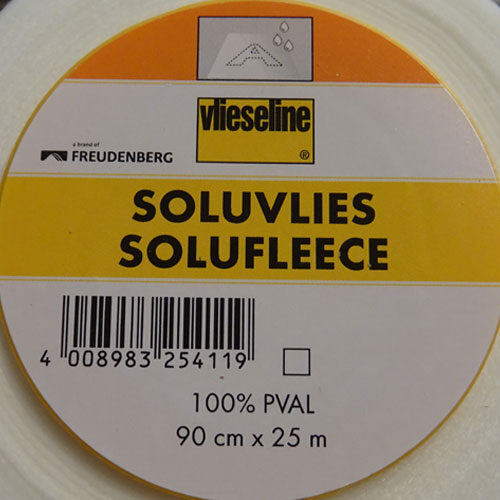 A
vlieseline
®
a brand of
FREUDENBERG
SOLUVLIES
SOLUFLEECE
4 008983 254119
100% PVAL
90 cm x 25 m